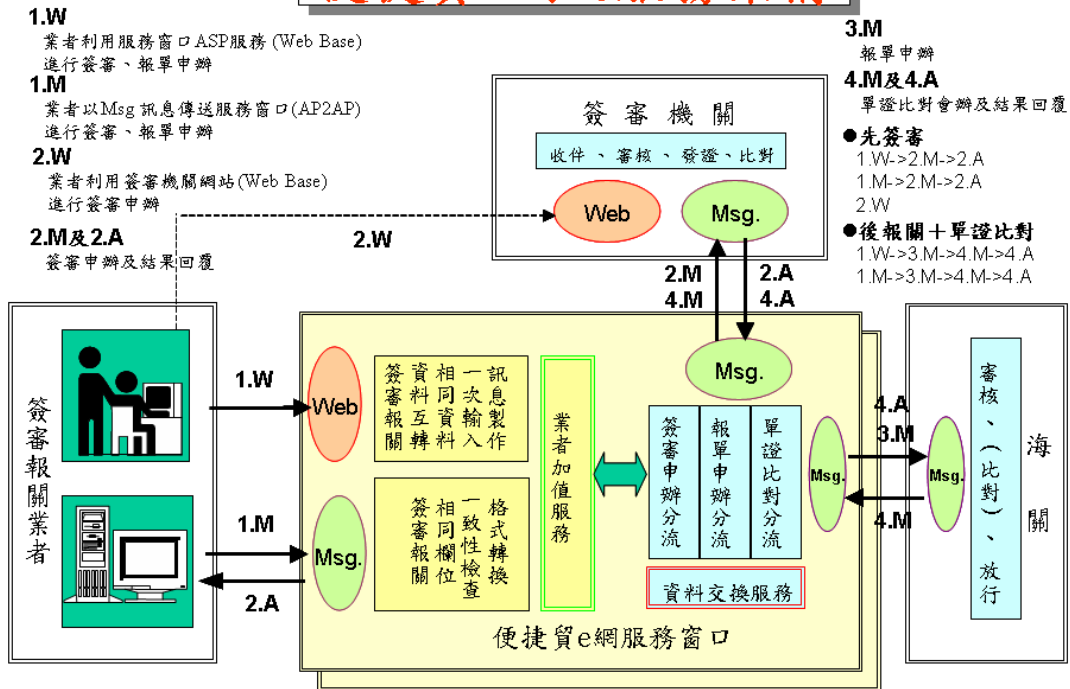 1.W
業者利用服務窗口ASP服務 (Web Base)
進行簽審、報單申辦
1.M
業者以Msg 訊息傳送服務窗口(AP2AP)
進行簽審、報單申辦
2.W
業者利用簽審機關網站(Web Base)
進行簽審申辦
2.M及2.A
簽審申辦及結果回覆
3.M
報單申辦
4.M及4.A
單證比對會辦及結果回覆
●先簽審
1.W->2.M->2.A
1.M->2.M->2.A
2.W
●後報關＋單證比對
1.W->3.M->4.M->4.A
1.M->3.M->4.M->4.A
簽審機關
收件、審核、發證、比對
Web
Msg.
2.W
2.M
4.M
2.A
4.A
簽審報關業者
1.W
1.M
2.A
Web
Msg.
訊息製作
一次輸入
相同資料
資料互轉
簽審報關
格式轉換
一致性檢查
相同欄位
簽審報關
業者加值服務
Msg.
簽審申辦分流
報單申辦分流
單證比對分流
資料交換服務
便捷貿e網服務窗口
Msg.
4.A
3.M
4.M
Msg.
審核、(比對)、放行
海關